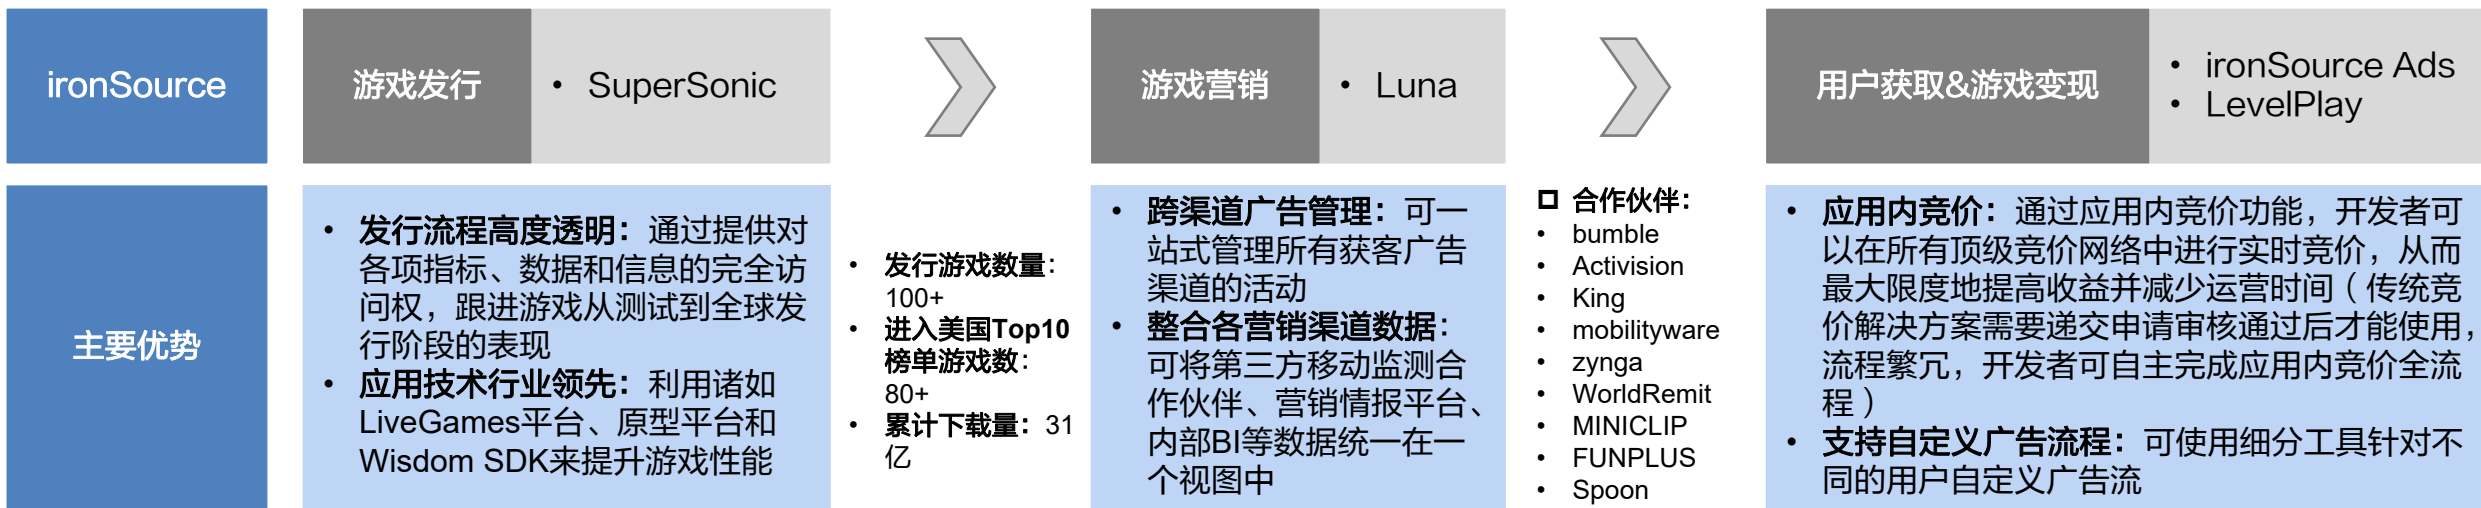 ironSource
游戏发行
• SuperSonic
游戏营销
• Luna
用户获取&游戏变现
• ironSource Ads
• LevelPlay
主要优势
• 发行流程高度透明：通过提供对
各项指标、数据和信息的完全访
问权，跟进游戏从测试到全球发
行阶段的表现
• 应用技术行业领先：利用诸如
LiveGames平台、原型平台和
Wisdom SDK来提升游戏性能
• 发行游戏数量：
100+
• 进入美国Top10
榜单游戏数：
80+
• 累计下载量：31
亿
• 跨渠道广告管理：可一
站式管理所有获客广告
渠道的活动
• 整合各营销渠道数据：
可将第三方移动监测合
作伙伴、营销情报平台、
内部BI等数据统一在一
个视图中
合作伙伴：
• bumble
• Activision
• King
• mobilityware
• zynga
• WorldRemit
• MINICLIP
• FUNPLUS
• Spoon
• 应用内竞价：通过应用内竞价功能，开发者可
以在所有顶级竞价网络中进行实时竞价，从而
最大限度地提高收益并减少运营时间（传统竞
价解决方案需要递交申请审核通过后才能使用，
流程繁冗，开发者可自主完成应用内竞价全流
程）
• 支持自定义广告流程：可使用细分工具针对不
同的用户自定义广告流